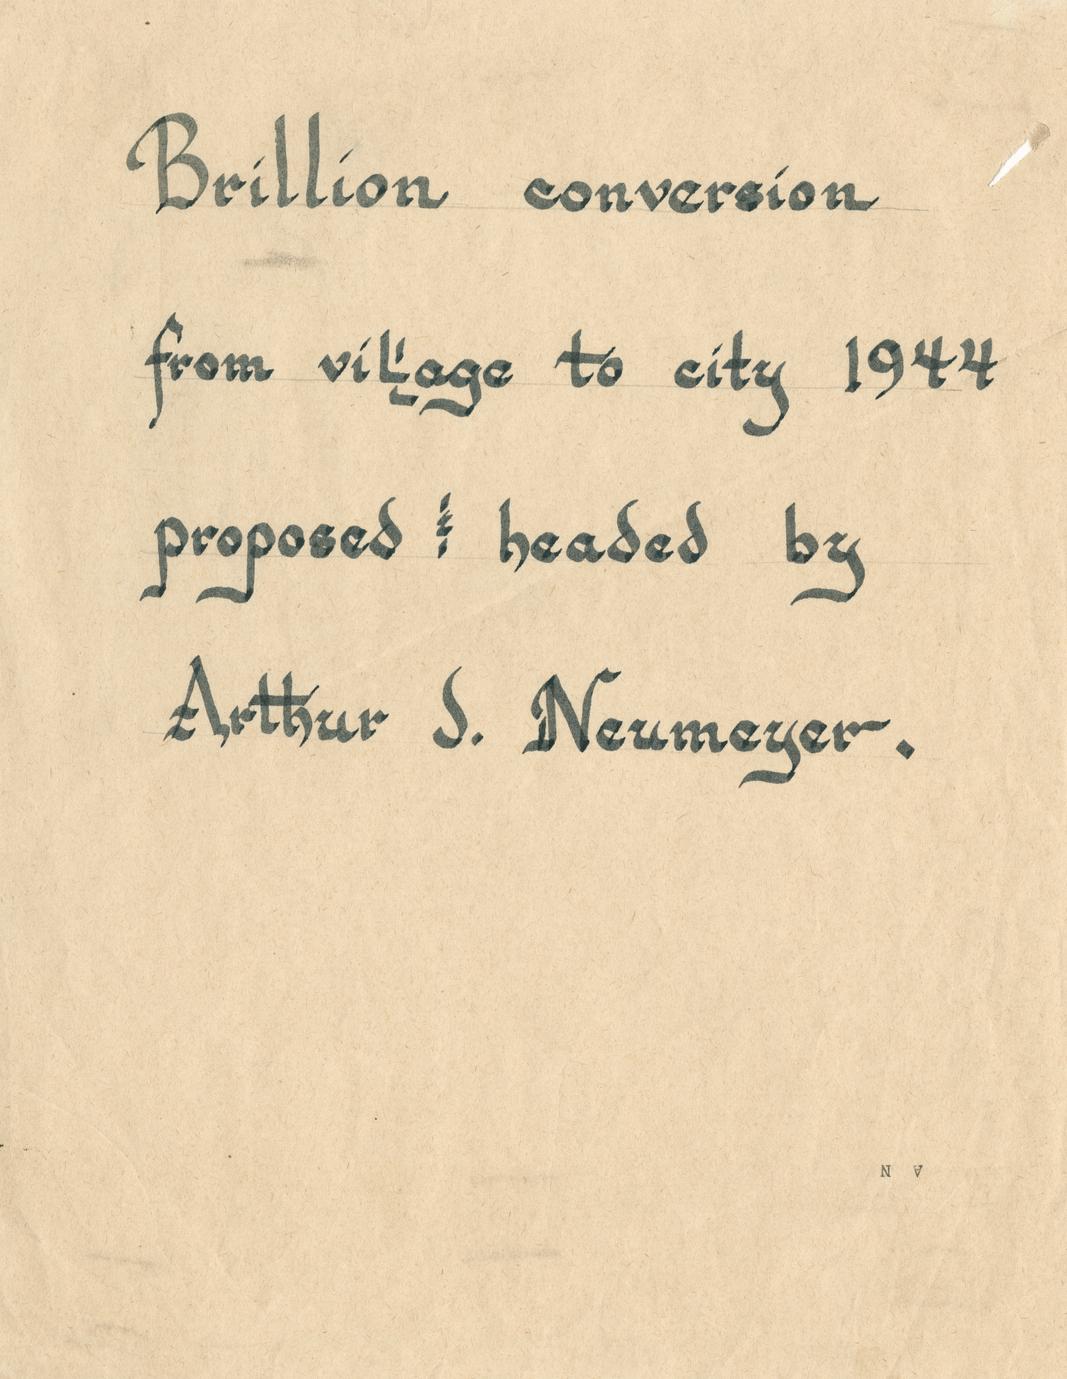 Brillion conversion
from village to city 1944
proposed & headed by
Arthur J. Neumeyer.
A N